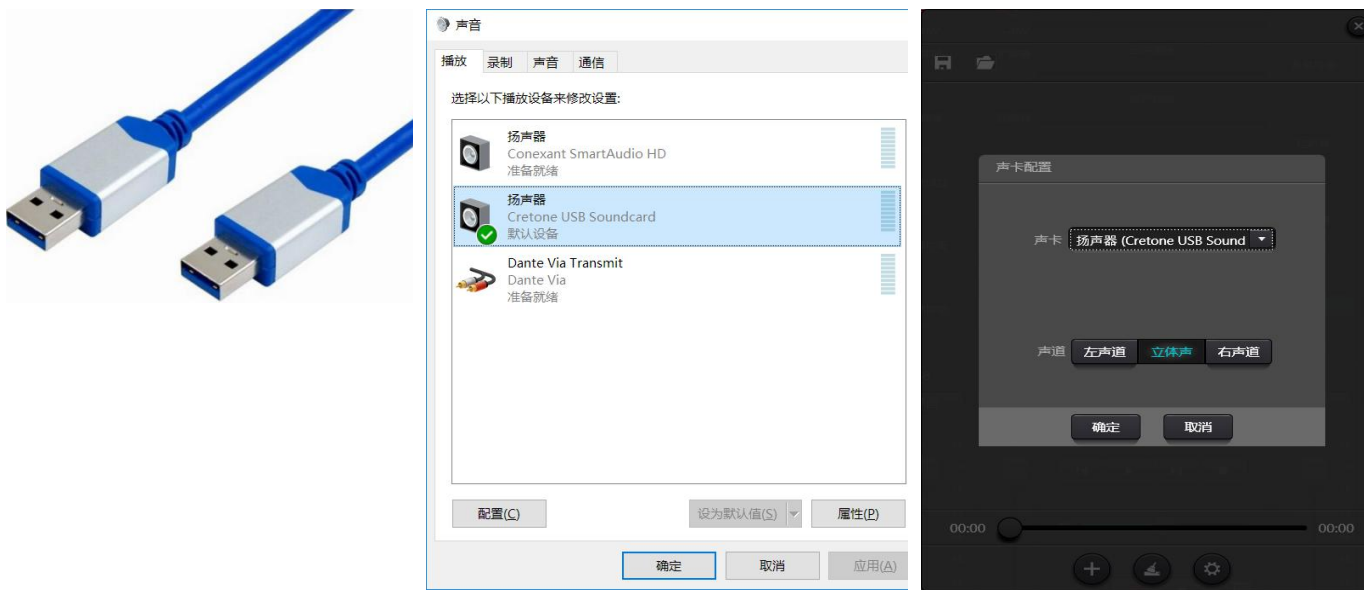 声音
播放 录制 声音 通信
选择以下播放设备来修改设置:
扬声器
Conexant SmartAudio HD
准备就绪
扬声器
Cretone USB Soundcard
默认设备
Dante Via Transmit
Dante Via
准备就绪
配置(C) 设为默认值(S) 属性(P)
确定 取消 应用(A)
声卡配置
声卡 扬声器 (Cretone USB Sound
声道 左声道 立体声 右声道
确定 取消
00:00 00:00